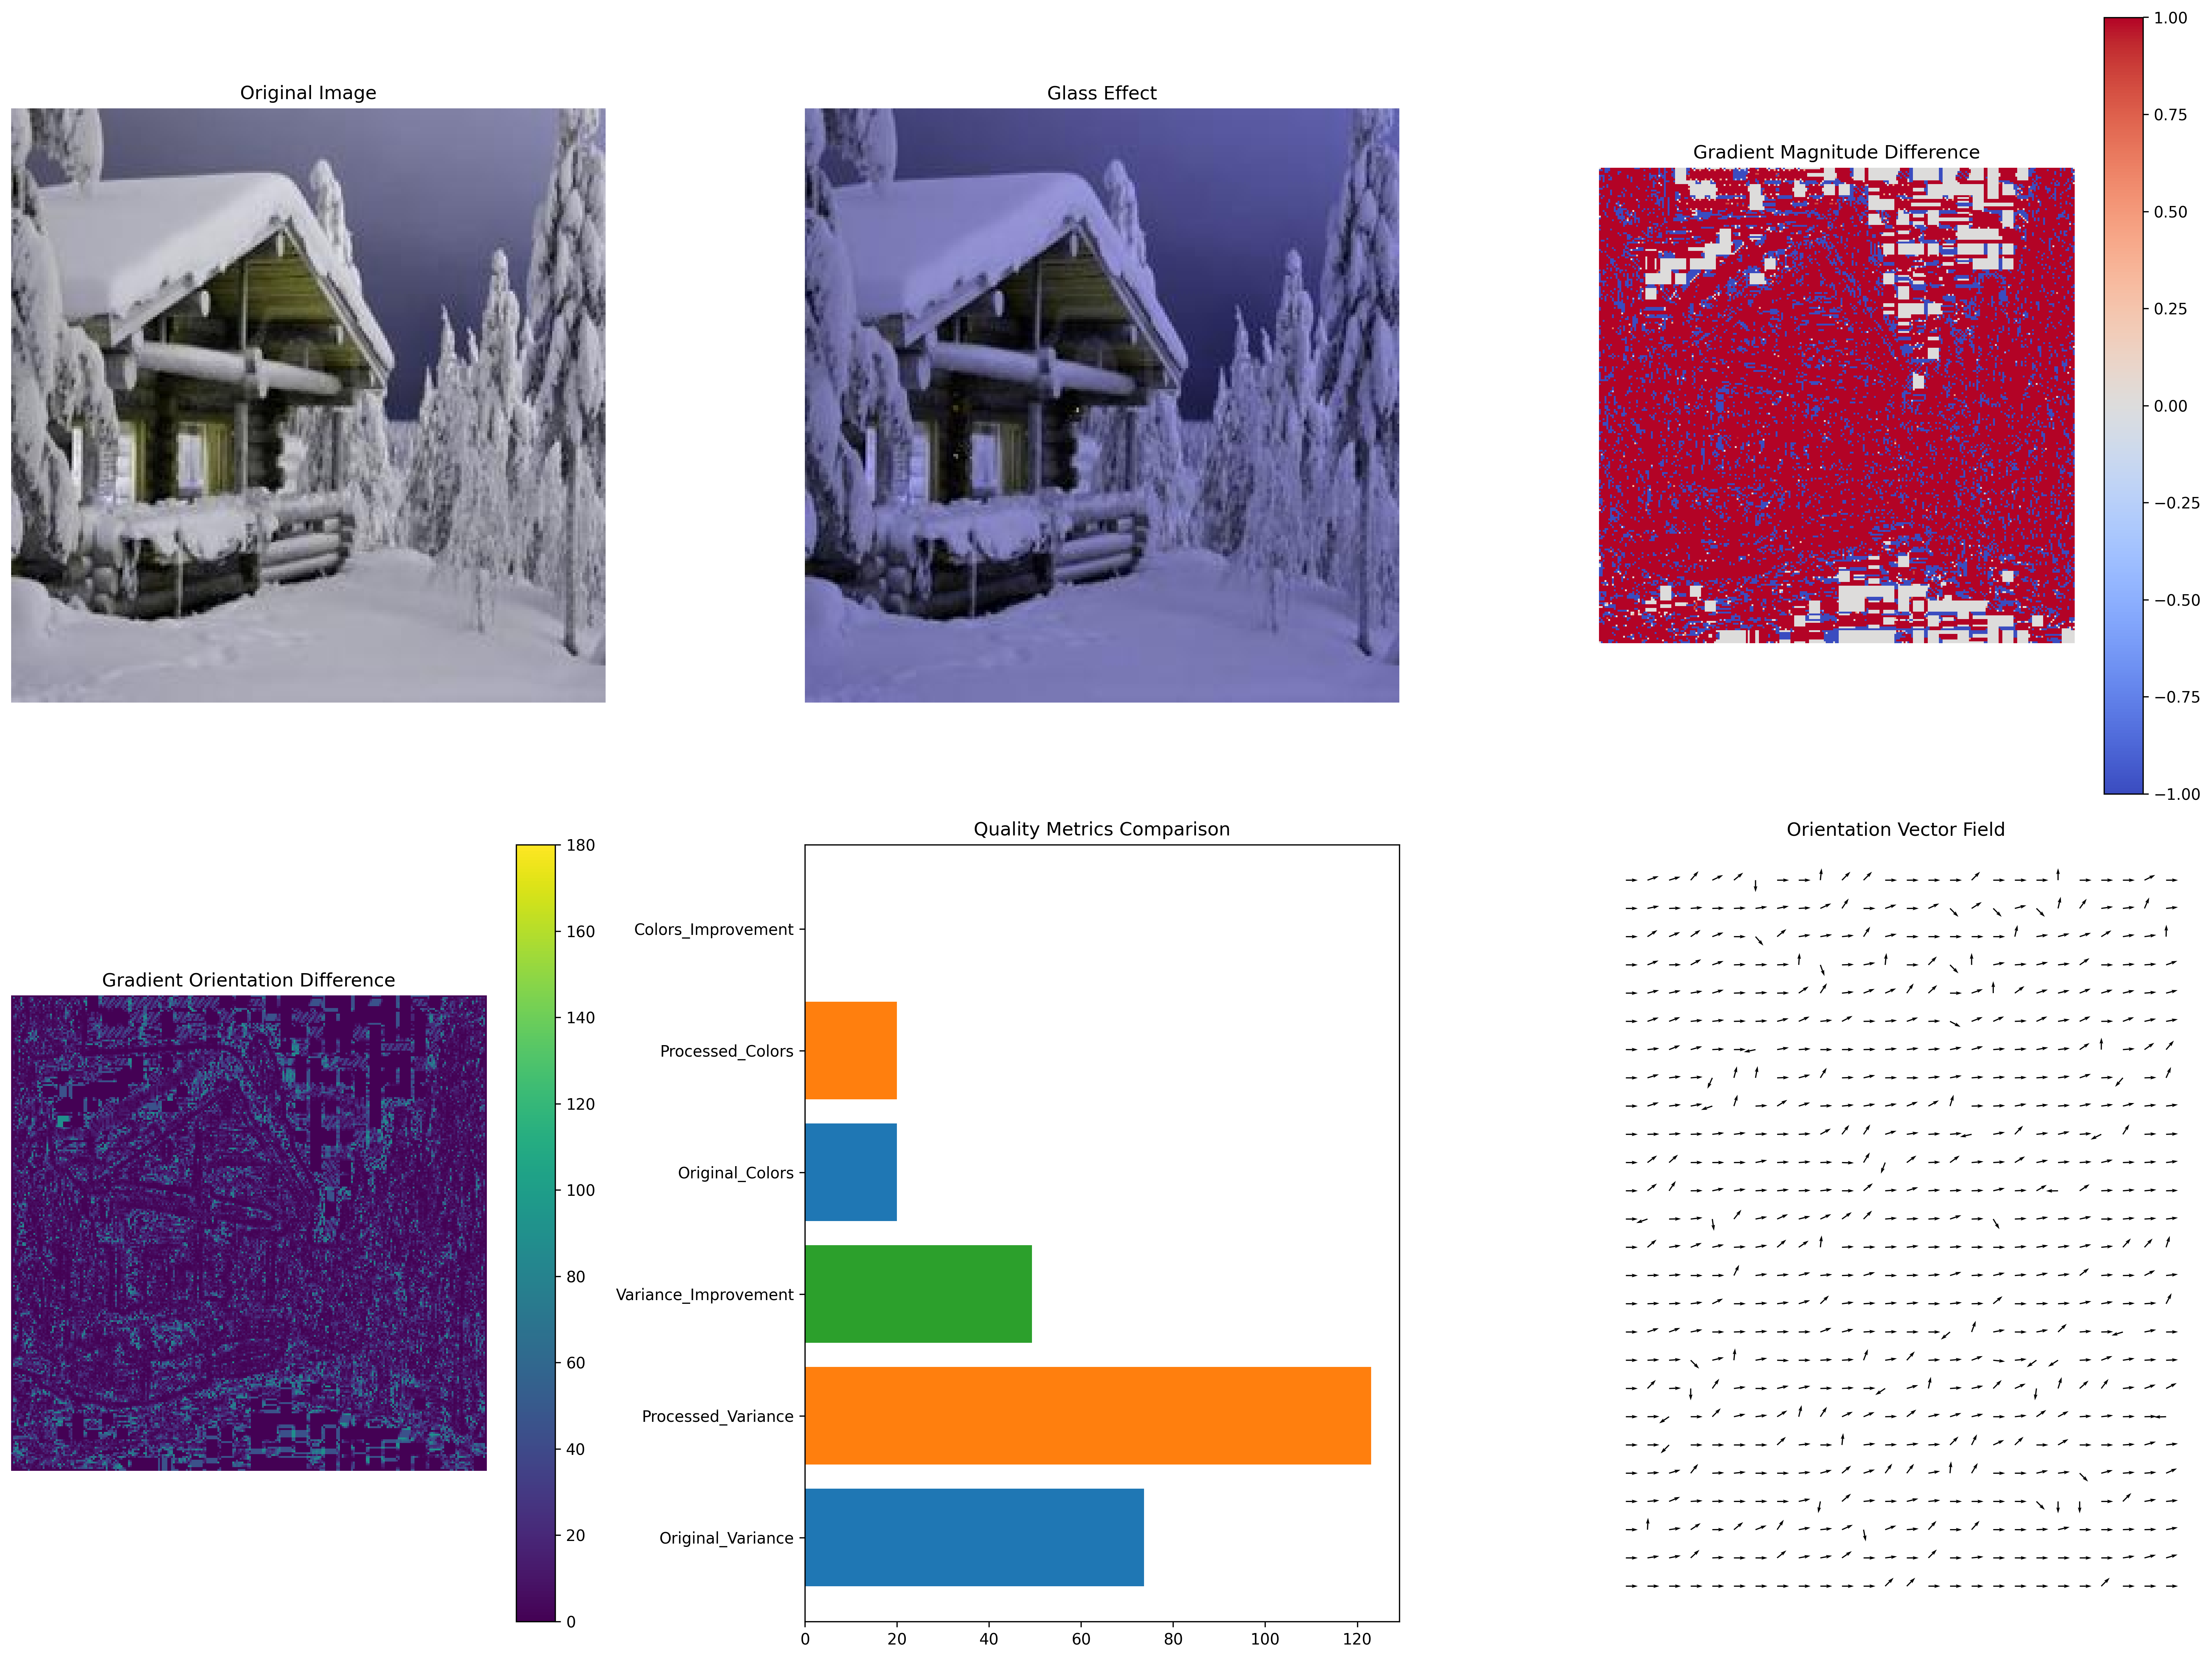 Original Image
Glass Effect
Gradient Magnitude Difference
1.00
0.75
0.50
0.25
0.00
−0.25
−0.50
−0.75
−1.00
Gradient Orientation Difference
180
160
140
120
100
80
60
40
20
0
Quality Metrics Comparison
Colors_Improvement
Processed_Colors
Original_Colors
Variance_Improvement
Processed_Variance
Original_Variance
0 20 40 60 80 100 120
Orientation Vector Field